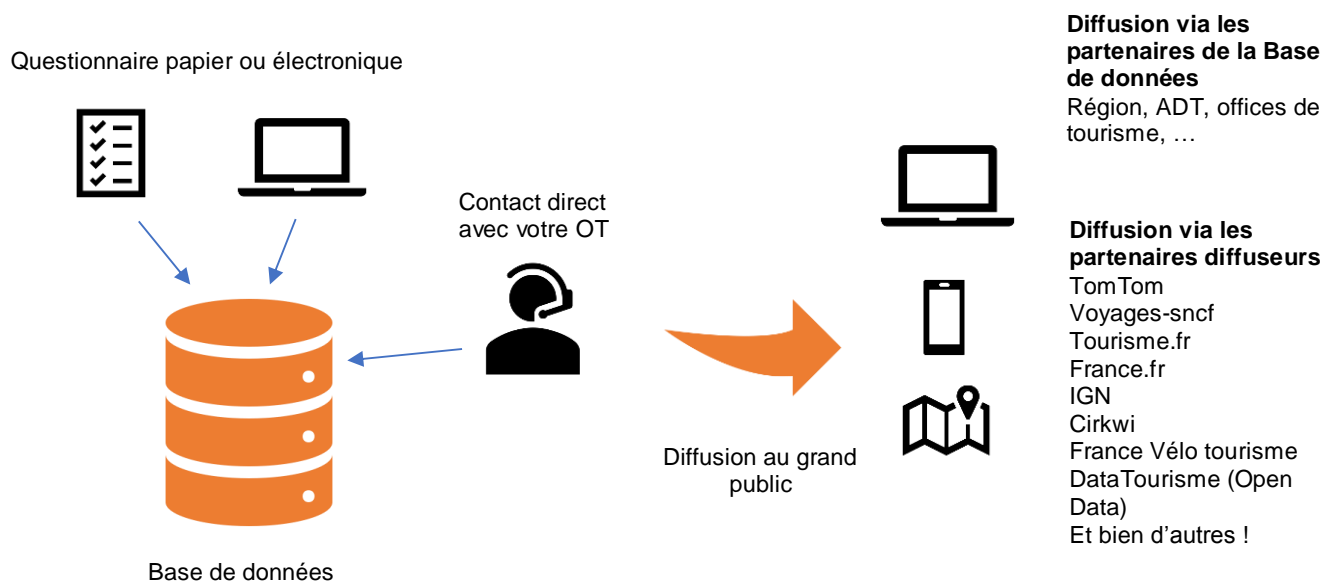 Questionnaire papier ou électronique
Contact direct
avec votre OT
Base de données
Diffusion au grand
public
Diffusion via les
partenaires de la Base
de données
Région, ADT, offices de
tourisme, …
Diffusion via les
partenaires diffuseurs
TomTom
Voyages-sncf
Tourisme.fr
France.fr
IGN
Cirkwi
France Vélo tourisme
DataTourisme (Open
Data)
Et bien d’autres !